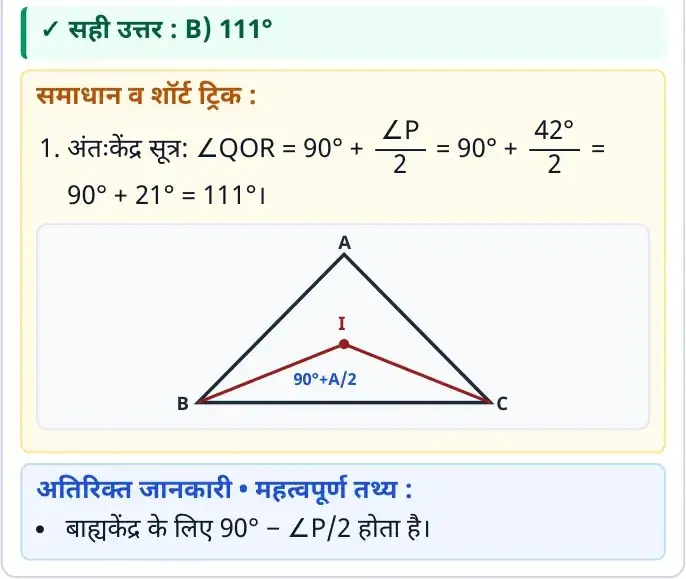 ✓ सही उत्तर : B) 111°
समाधान व शॉर्ट ट्रिक :
1. अंतःकेंद्र सूत्र: ∠QOR = 90° + ∠P/2 = 90° + 42°/2 =
90° + 21° = 111°।
A
I
90°+A/2
B C
अतिरिक्त जानकारी • महत्वपूर्ण तथ्य :
• बाह्यकेंद्र के लिए 90° − ∠P/2 होता है।